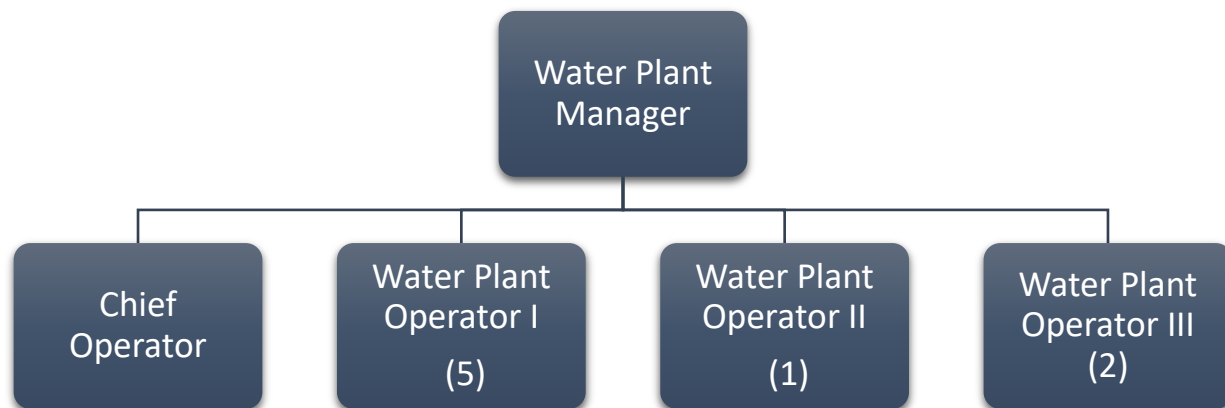 Water Plant
Manager
Chief
Operator
Water Plant
Operator I
(5)
Water Plant
Operator II
(1)
Water Plant
Operator III
(2)